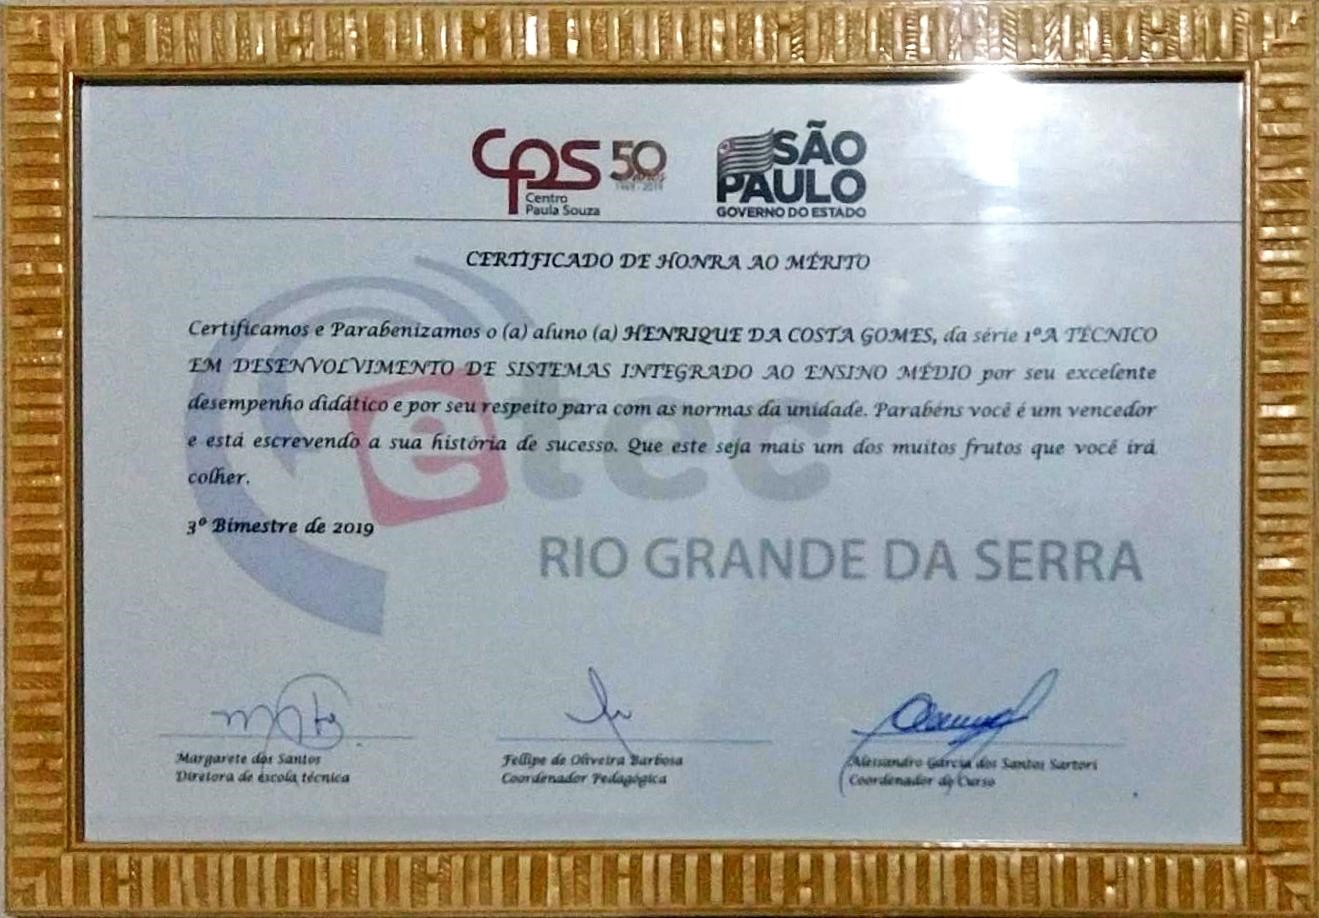 CPS 50 anos
1969 - 2019
Centro
Paula Souza
SÃO
PAULO
GOVERNO DO ESTADO
CERTIFICADO DE HONRA AO MÉRITO
Certificamos e Parabenizamos o (a) aluno (a) HENRIQUE DA COSTA GOMES, da série 1ºA TÉCNICO
EM DESENVOLVIMENTO DE SISTEMAS INTEGRADO AO ENSINO MÉDIO por seu excelente
desempenho didático e por seu respeito para com as normas da unidade. Parabéns você é um vencedor
e está escrevendo a sua história de sucesso. Que este seja mais um dos muitos frutos que você irá
colher.
3º Bimestre de 2019
etec
RIO GRANDE DA SERRA
Margarete dos Santos
Diretora de escola técnica
Fellipe de Oliveira Barbosa
Coordenador Pedagógica
Alessandro Garcia dos Santos Sartori
Coordenador do Curso